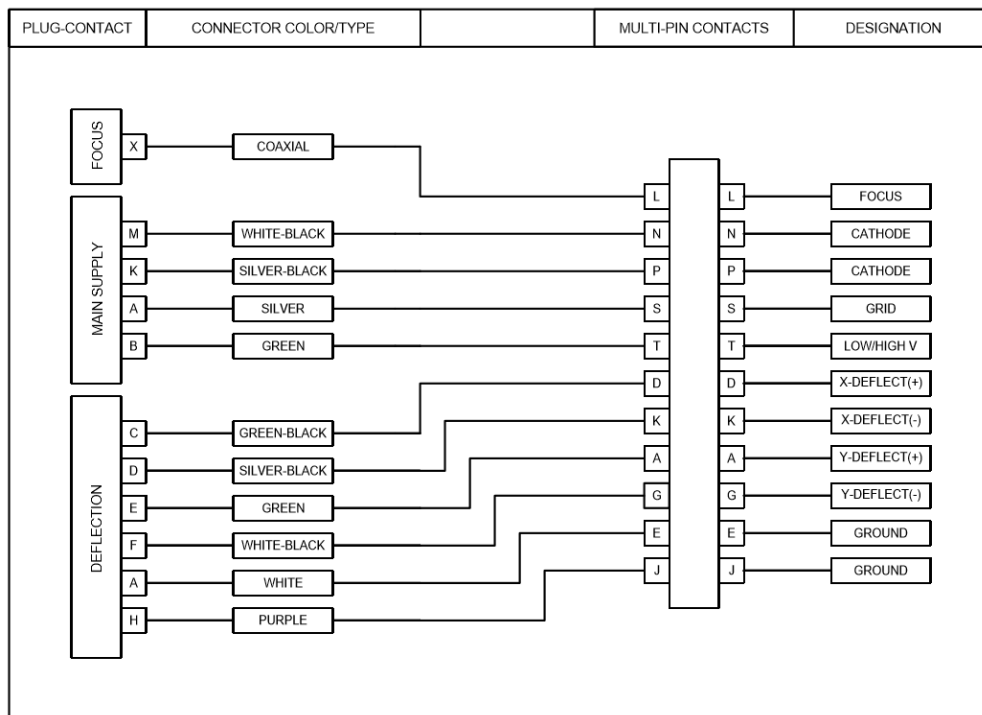 PLUG-CONTACT CONNECTOR COLOR/TYPE MULTI-PIN CONTACTS DESIGNATION
FOCUS
X COAXIAL
L L FOCUS
MAIN SUPPLY
M WHITE-BLACK N N CATHODE
K SILVER-BLACK P P CATHODE
A SILVER S S GRID
B GREEN T T LOW/HIGH V
D D X-DEFLECT(+)
DEFLECTION
C GREEN-BLACK
K K X-DEFLECT(-)
D SILVER-BLACK
A A Y-DEFLECT(+)
E GREEN
G G Y-DEFLECT(-)
F WHITE-BLACK
E E GROUND
A WHITE
J J GROUND
H PURPLE